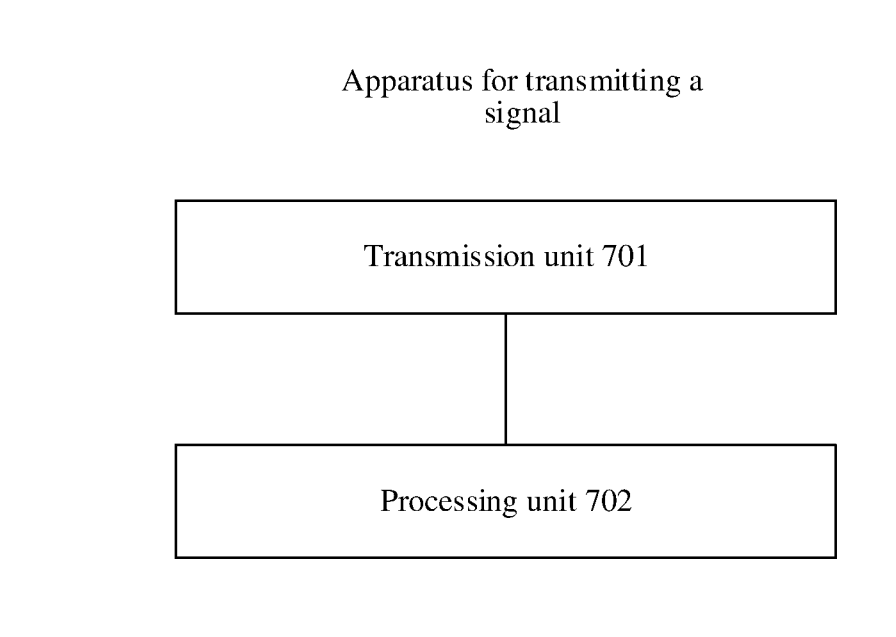 Apparatus for transmitting a
signal
Transmission unit 701
Processing unit 702